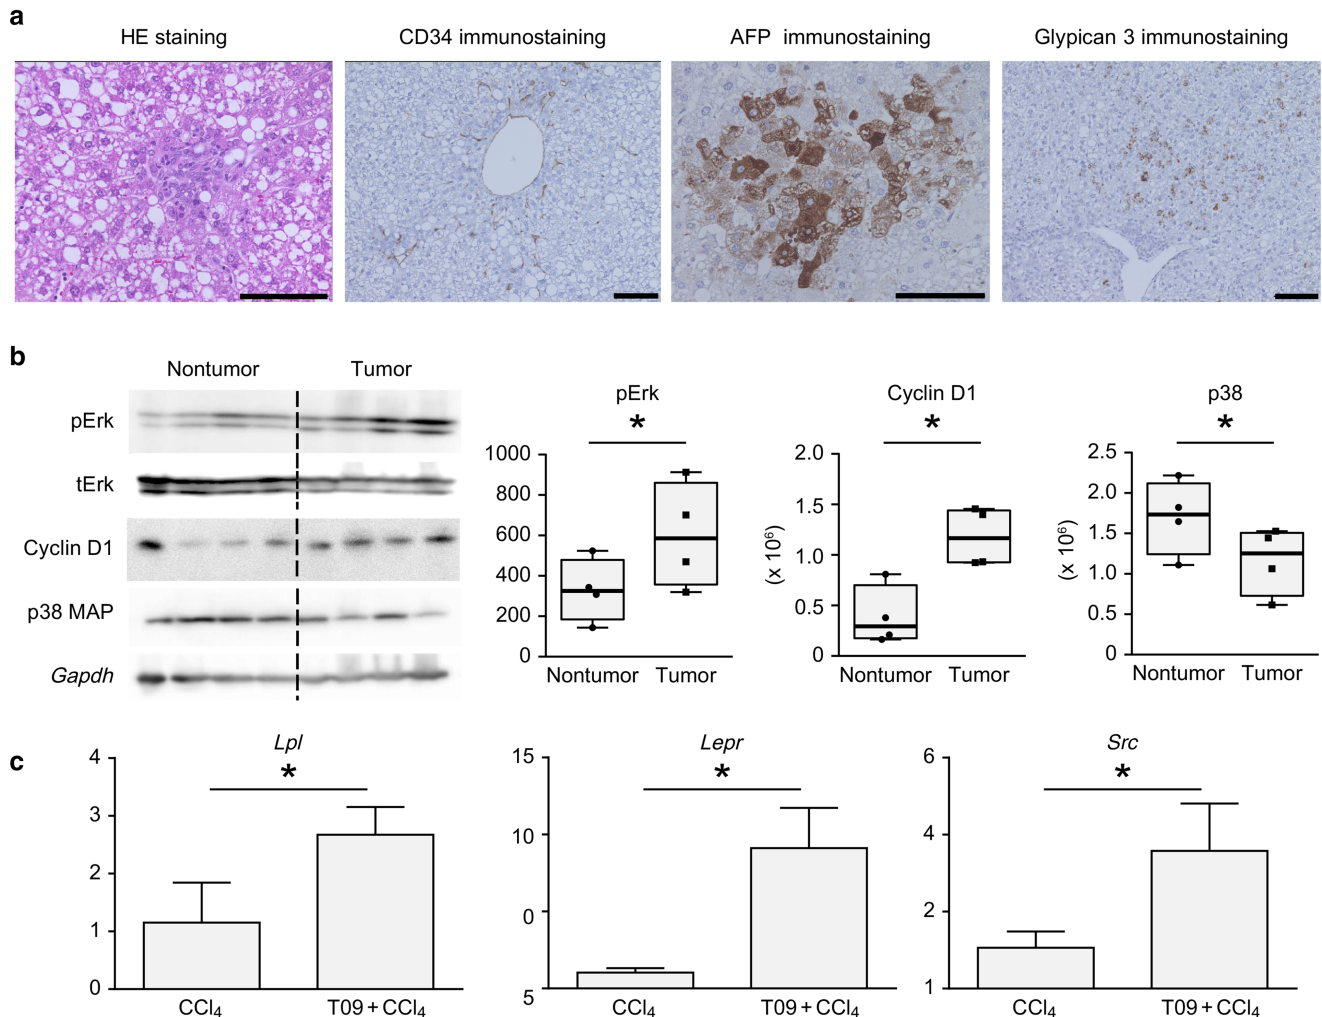 a
HE staining
CD34 immunostaining
AFP immunostaining
Glypican 3 immunostaining
b
Nontumor
Tumor
pErk
tErk
Cyclin D1
p38 MAP
Gapdh
pErk
*
1000
800
600
400
200
0
Nontumor
Tumor
Cyclin D1
*
(x 10⁶)
2.0
1.5
1.0
0.5
0
Nontumor
Tumor
p38
*
(x 10⁶)
2.5
2.0
1.5
1.0
0.5
0
Nontumor
Tumor
c
Lpl
*
4
3
2
1
0
CCl₄
T09 + CCl₄
Lepr
*
15
10
0
5
CCl₄
T09 + CCl₄
Src
*
6
4
2
1
CCl₄
T09 + CCl₄